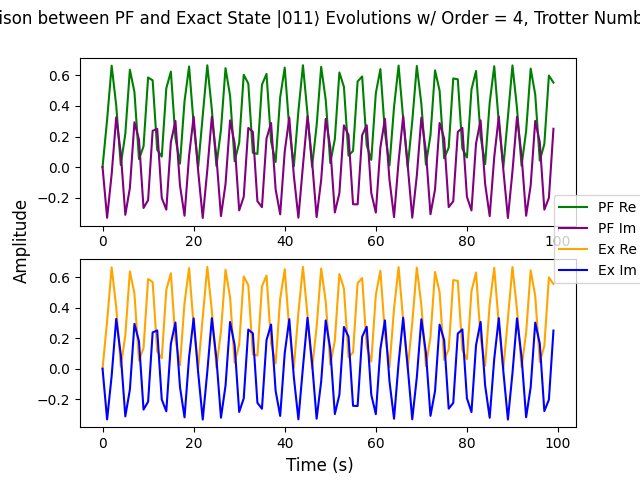 ison between PF and Exact State |011⟩ Evolutions w/ Order = 4, Trotter Numb
0.6
0.4
0.2
0.0
−0.2
0 20 40 60 80 100
PF Re
PF Im
Ex Re
Ex Im
Amplitude
0.6
0.4
0.2
0.0
−0.2
0 20 40 60 80 100
Time (s)